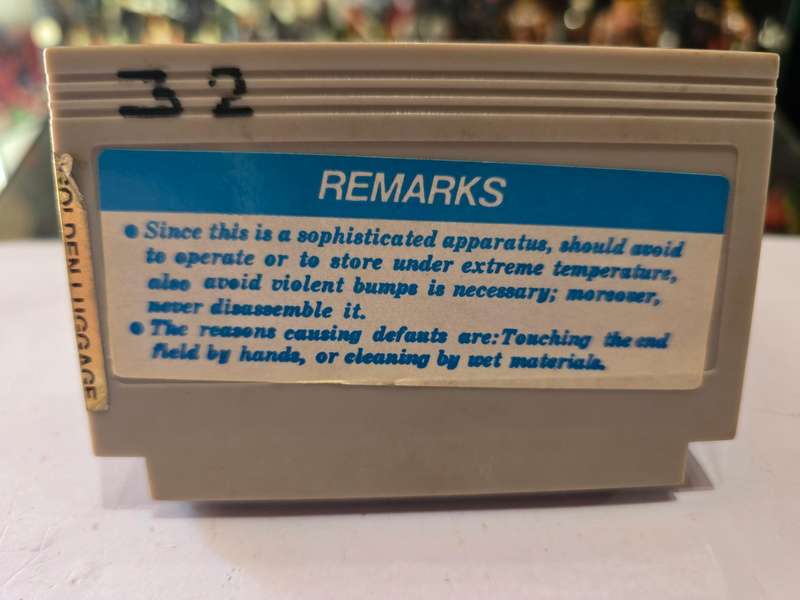 32
REMARKS
• Since this is a sophisticated apparatus, should avoid
to operate or to store under extreme temperature,
also avoid violent bumps is necessary; moreover,
never disassemble it.
• The reasons causing defauts are:Touching the end
field by hands, or cleaning by wet materials.
GOLDEN LUGGAGE